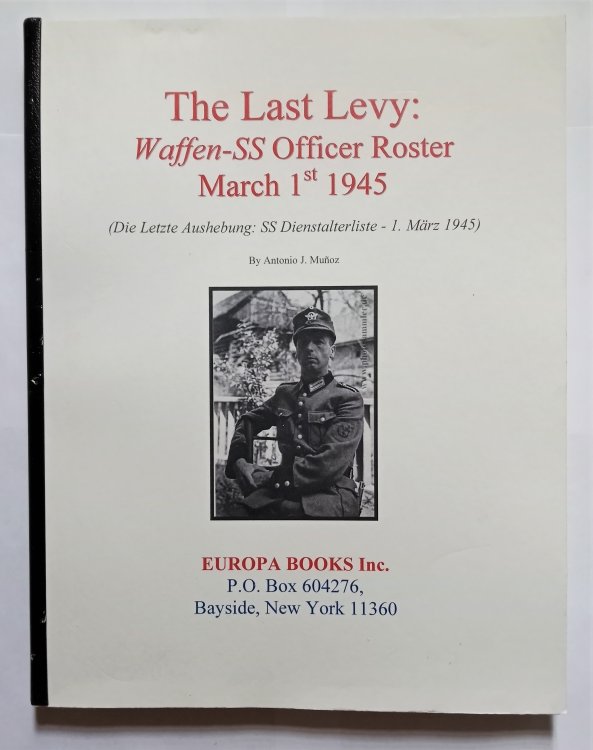 The Last Levy:
Waffen-SS Officer Roster
March 1st 1945
(Die Letzte Aushebung: SS Dienstalterliste - 1. März 1945)
By Antonio J. Muñoz
EUROPA BOOKS Inc.
P.O. Box 604276,
Bayside, New York 11360